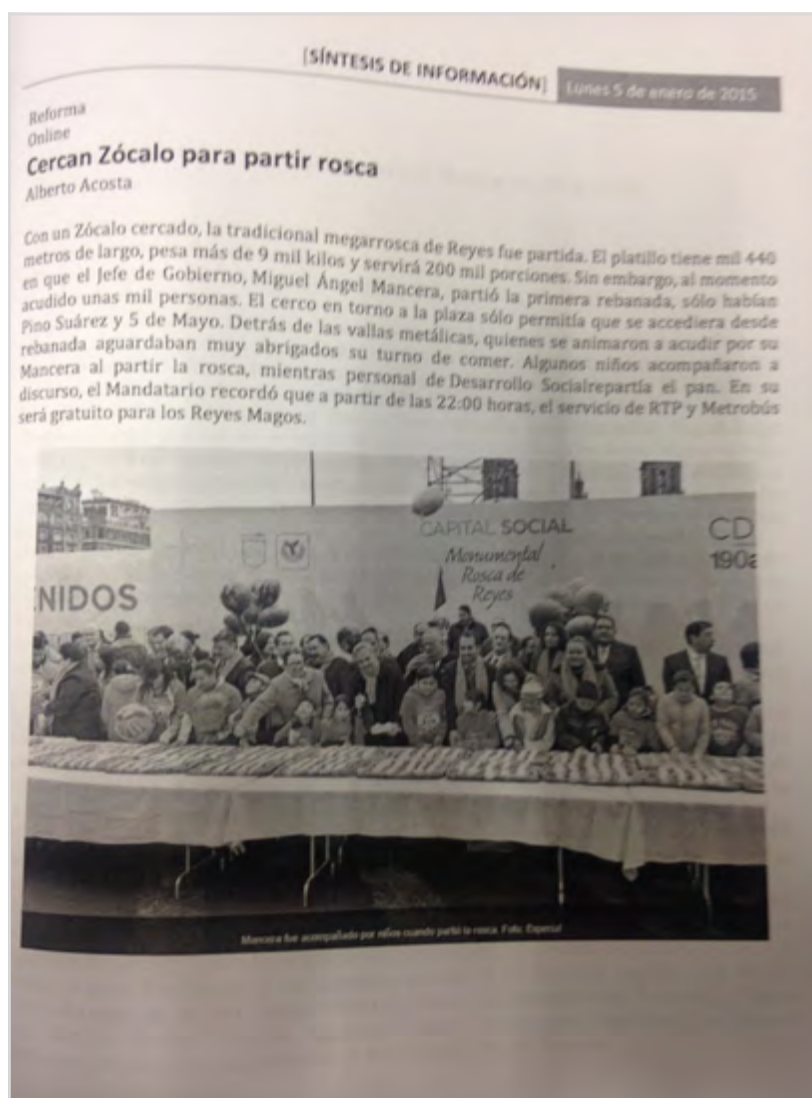 [SÍNTESIS DE INFORMACIÓN]
Lunes 5 de enero de 2015
Reforma
Online
Cercan Zócalo para partir rosca
Alberto Acosta
Con un Zócalo cercado, la tradicional megarrosca de Reyes fue partida. El platillo tiene mil 440
metros de largo, pesa más de 9 mil kilos y servirá 200 mil porciones. Sin embargo, al momento
en que el Jefe de Gobierno, Miguel Ángel Mancera, partió la primera rebanada, sólo habían
acudido unas mil personas. El cerco en torno a la plaza sólo permitía que se accediera desde
Pino Suárez y 5 de Mayo. Detrás de las vallas metálicas, quienes se animaron a acudir por su
rebanada aguardaban muy abrigados su turno de comer. Algunos niños acompañaron a
Mancera al partir la rosca, mientras personal de Desarrollo Socialrepartía el pan. En su
discurso, el Mandatario recordó que a partir de las 22:00 horas, el servicio de RTP y Metrobús
será gratuito para los Reyes Magos.
CAPITAL SOCIAL
Monumental
Rosca de
Reyes
CD
190a
NIDOS
Mancera fue acompañado por niños cuando partió la rosca. Foto: Especial